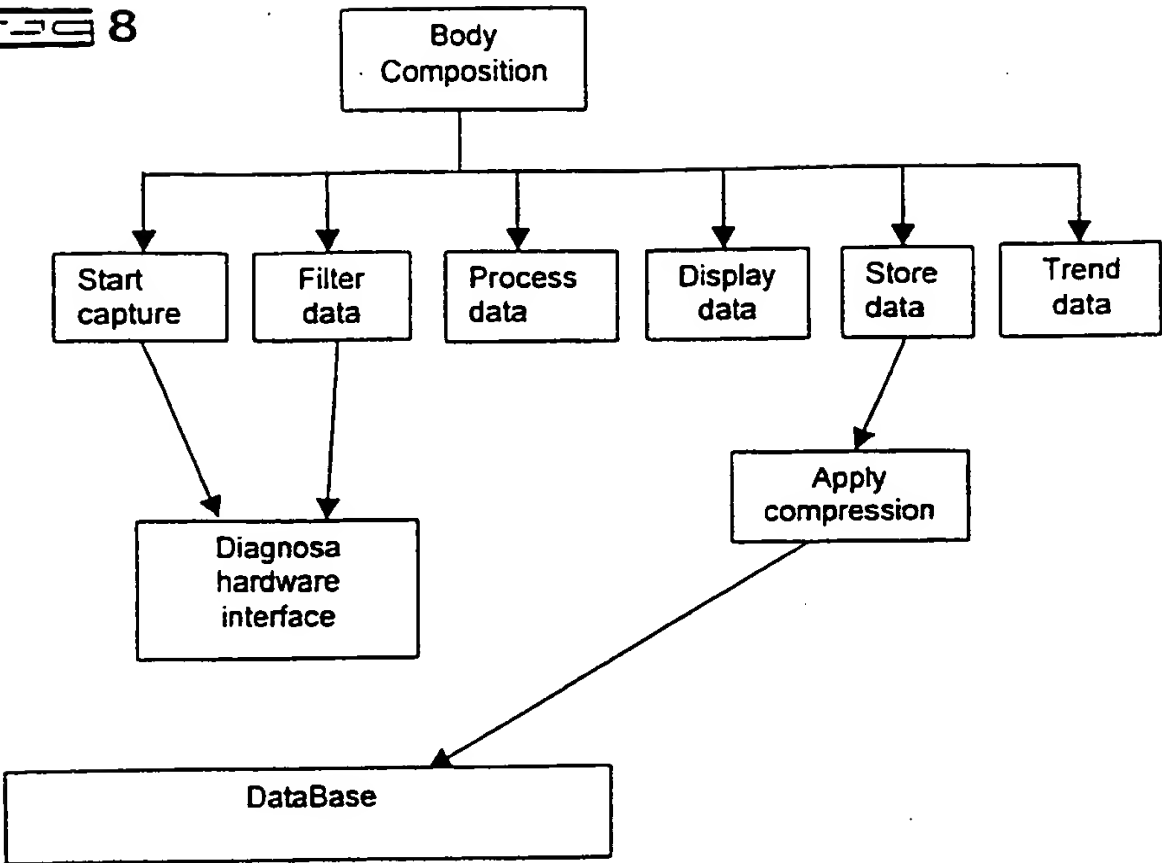 8
Body
Composition
Start
capture
Filter
data
Process
data
Display
data
Store
data
Trend
data
Apply
compression
Diagnosa
hardware
interface
DataBase